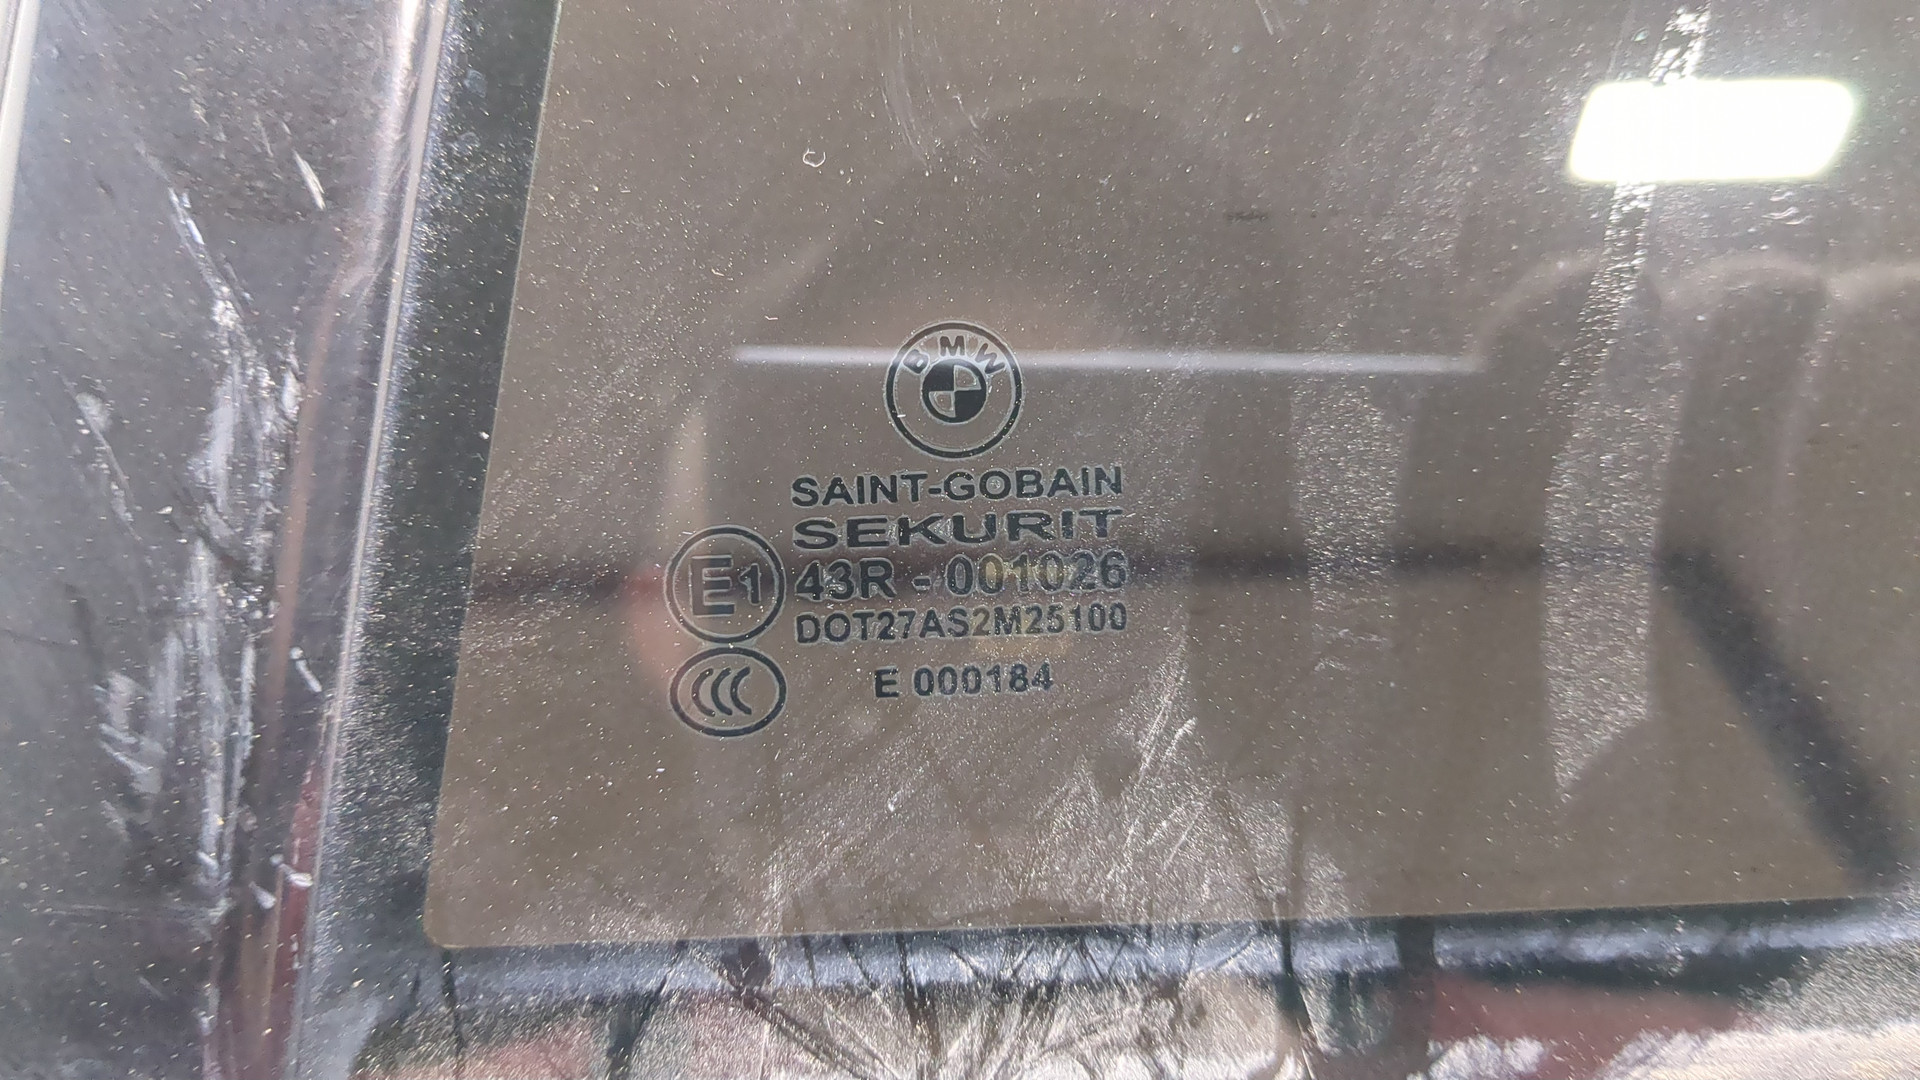 BMW
SAINT-GOBAIN
SEKURIT
E1 43R - 001026
DOT27AS2M25100
CCC E 000184